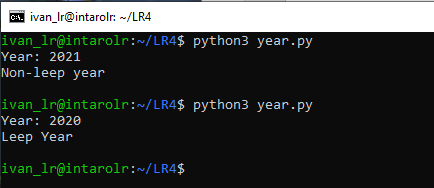 ivan_lr@intarolr: ~/LR4
ivan_lr@intarolr:~/LR4$ python3 year.py
Year: 2021
Non-leep year
ivan_lr@intarolr:~/LR4$ python3 year.py
Year: 2020
Leep Year
ivan_lr@intarolr:~/LR4$